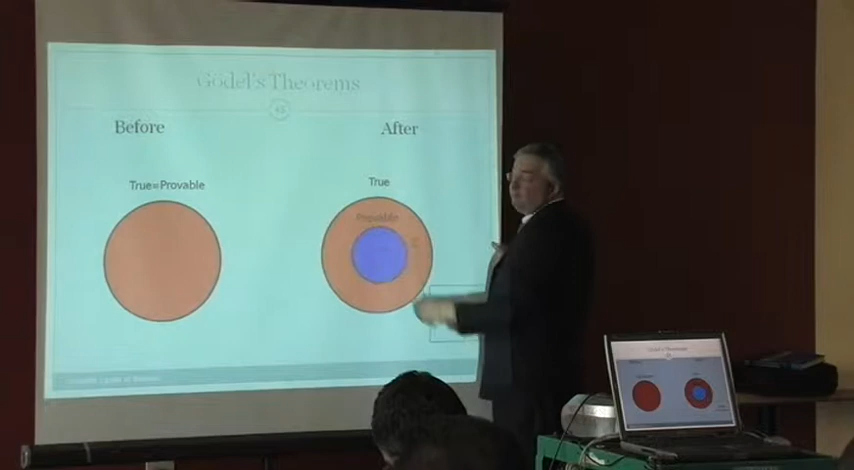 Gödel's Theorems
Before
After
True=Provable
True
Provable